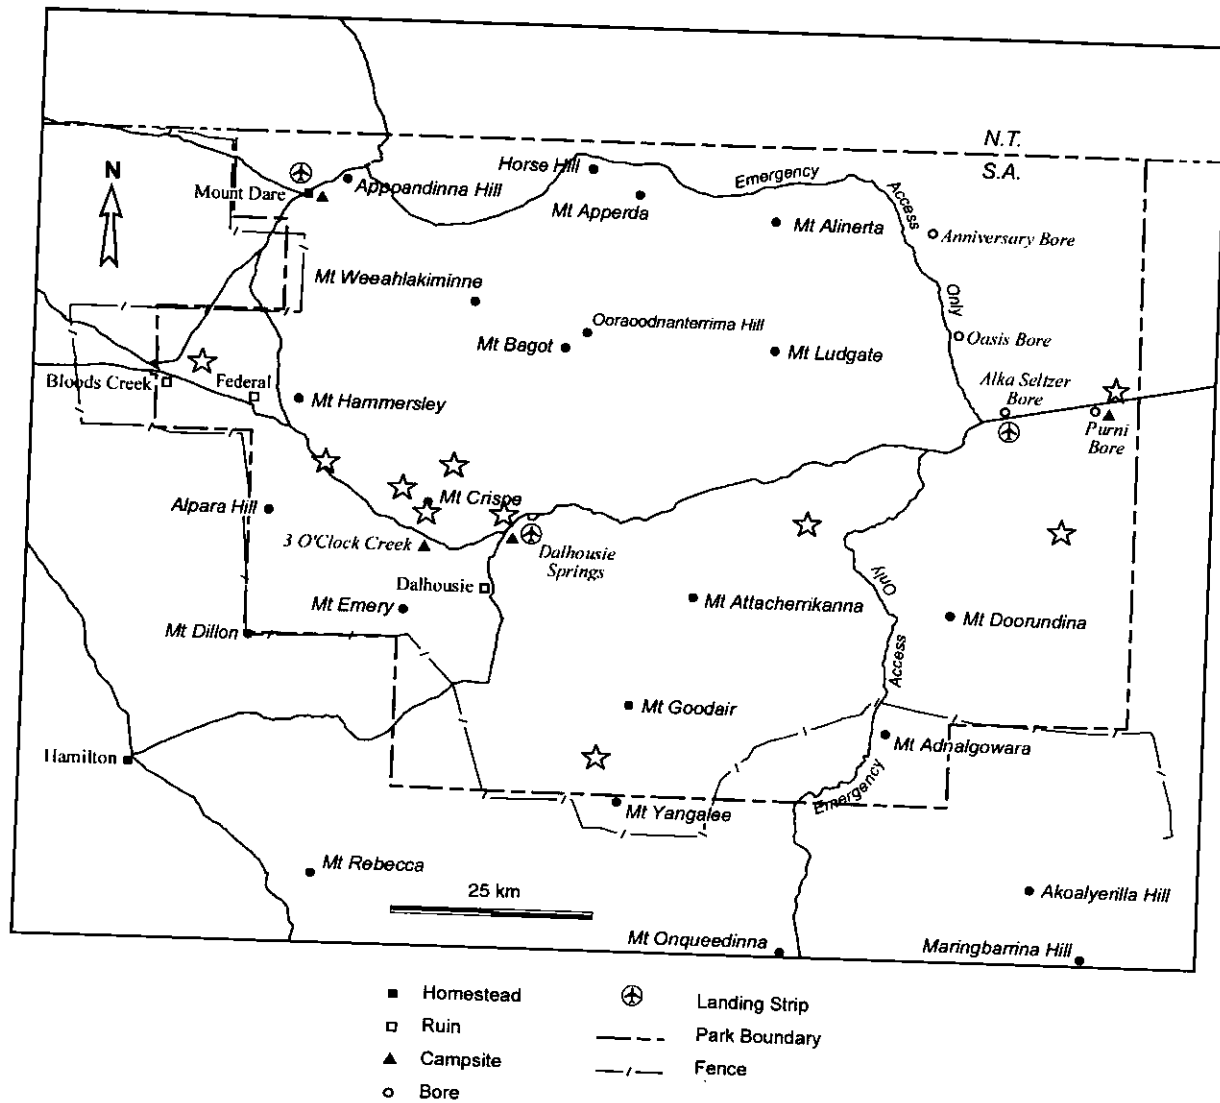 N.T.
S.A.
N
Horse Hill
Emergency
Mount Dare
Appoandinna Hill
Mt Apperda
Access
Mt Alinerta
Anniversary Bore
Mt Weeahlakiminne
Only
Ooraoodnanterrima Hill
Mt Bagot
Mt Ludgate
Oasis Bore
Bloods Creek
Federal
Alka Seltzer
Bore
Mt Hammersley
Purni
Bore
Alpara Hill
Mt Crispe
3 O'Clock Creek
Dalhousie
Springs
Only
Dalhousie
Mt Emery
Mt Attacherrikanna
Mt Doorundina
Mt Dillon
Access
Mt Goodair
Hamilton
Mt Adnalgowara
Emergency
Mt Yangalee
Mt Rebecca
25 km
Akoalyerilla Hill
Mt Onqueedinna
Maringbarrina Hill
Homestead
Landing Strip
Ruin
Park Boundary
Campsite
Fence
Bore